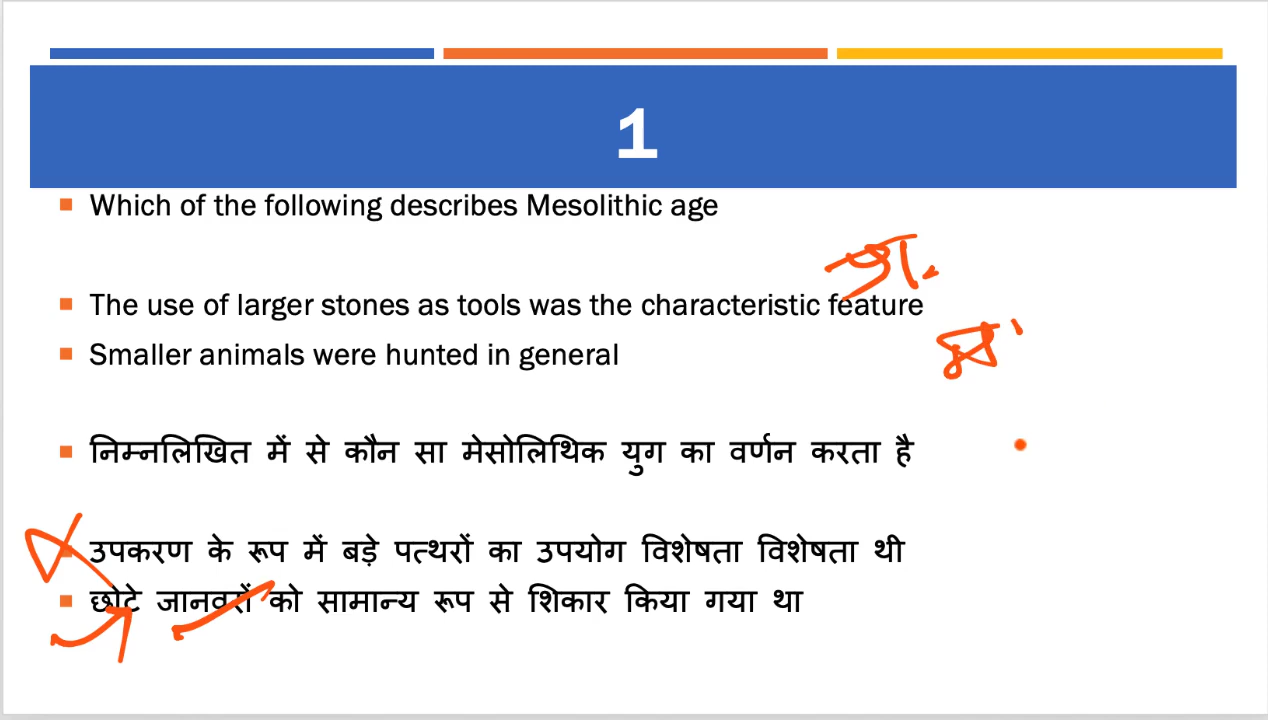 1
Which of the following describes Mesolithic age
The use of larger stones as tools was the characteristic feature
Smaller animals were hunted in general
निम्नलिखित में से कौन सा मेसोलिथिक युग का वर्णन करता है
उपकरण के रूप में बड़े पत्थरों का उपयोग विशेषता विशेषता थी
छोटे जानवरों को सामान्य रूप से शिकार किया गया था